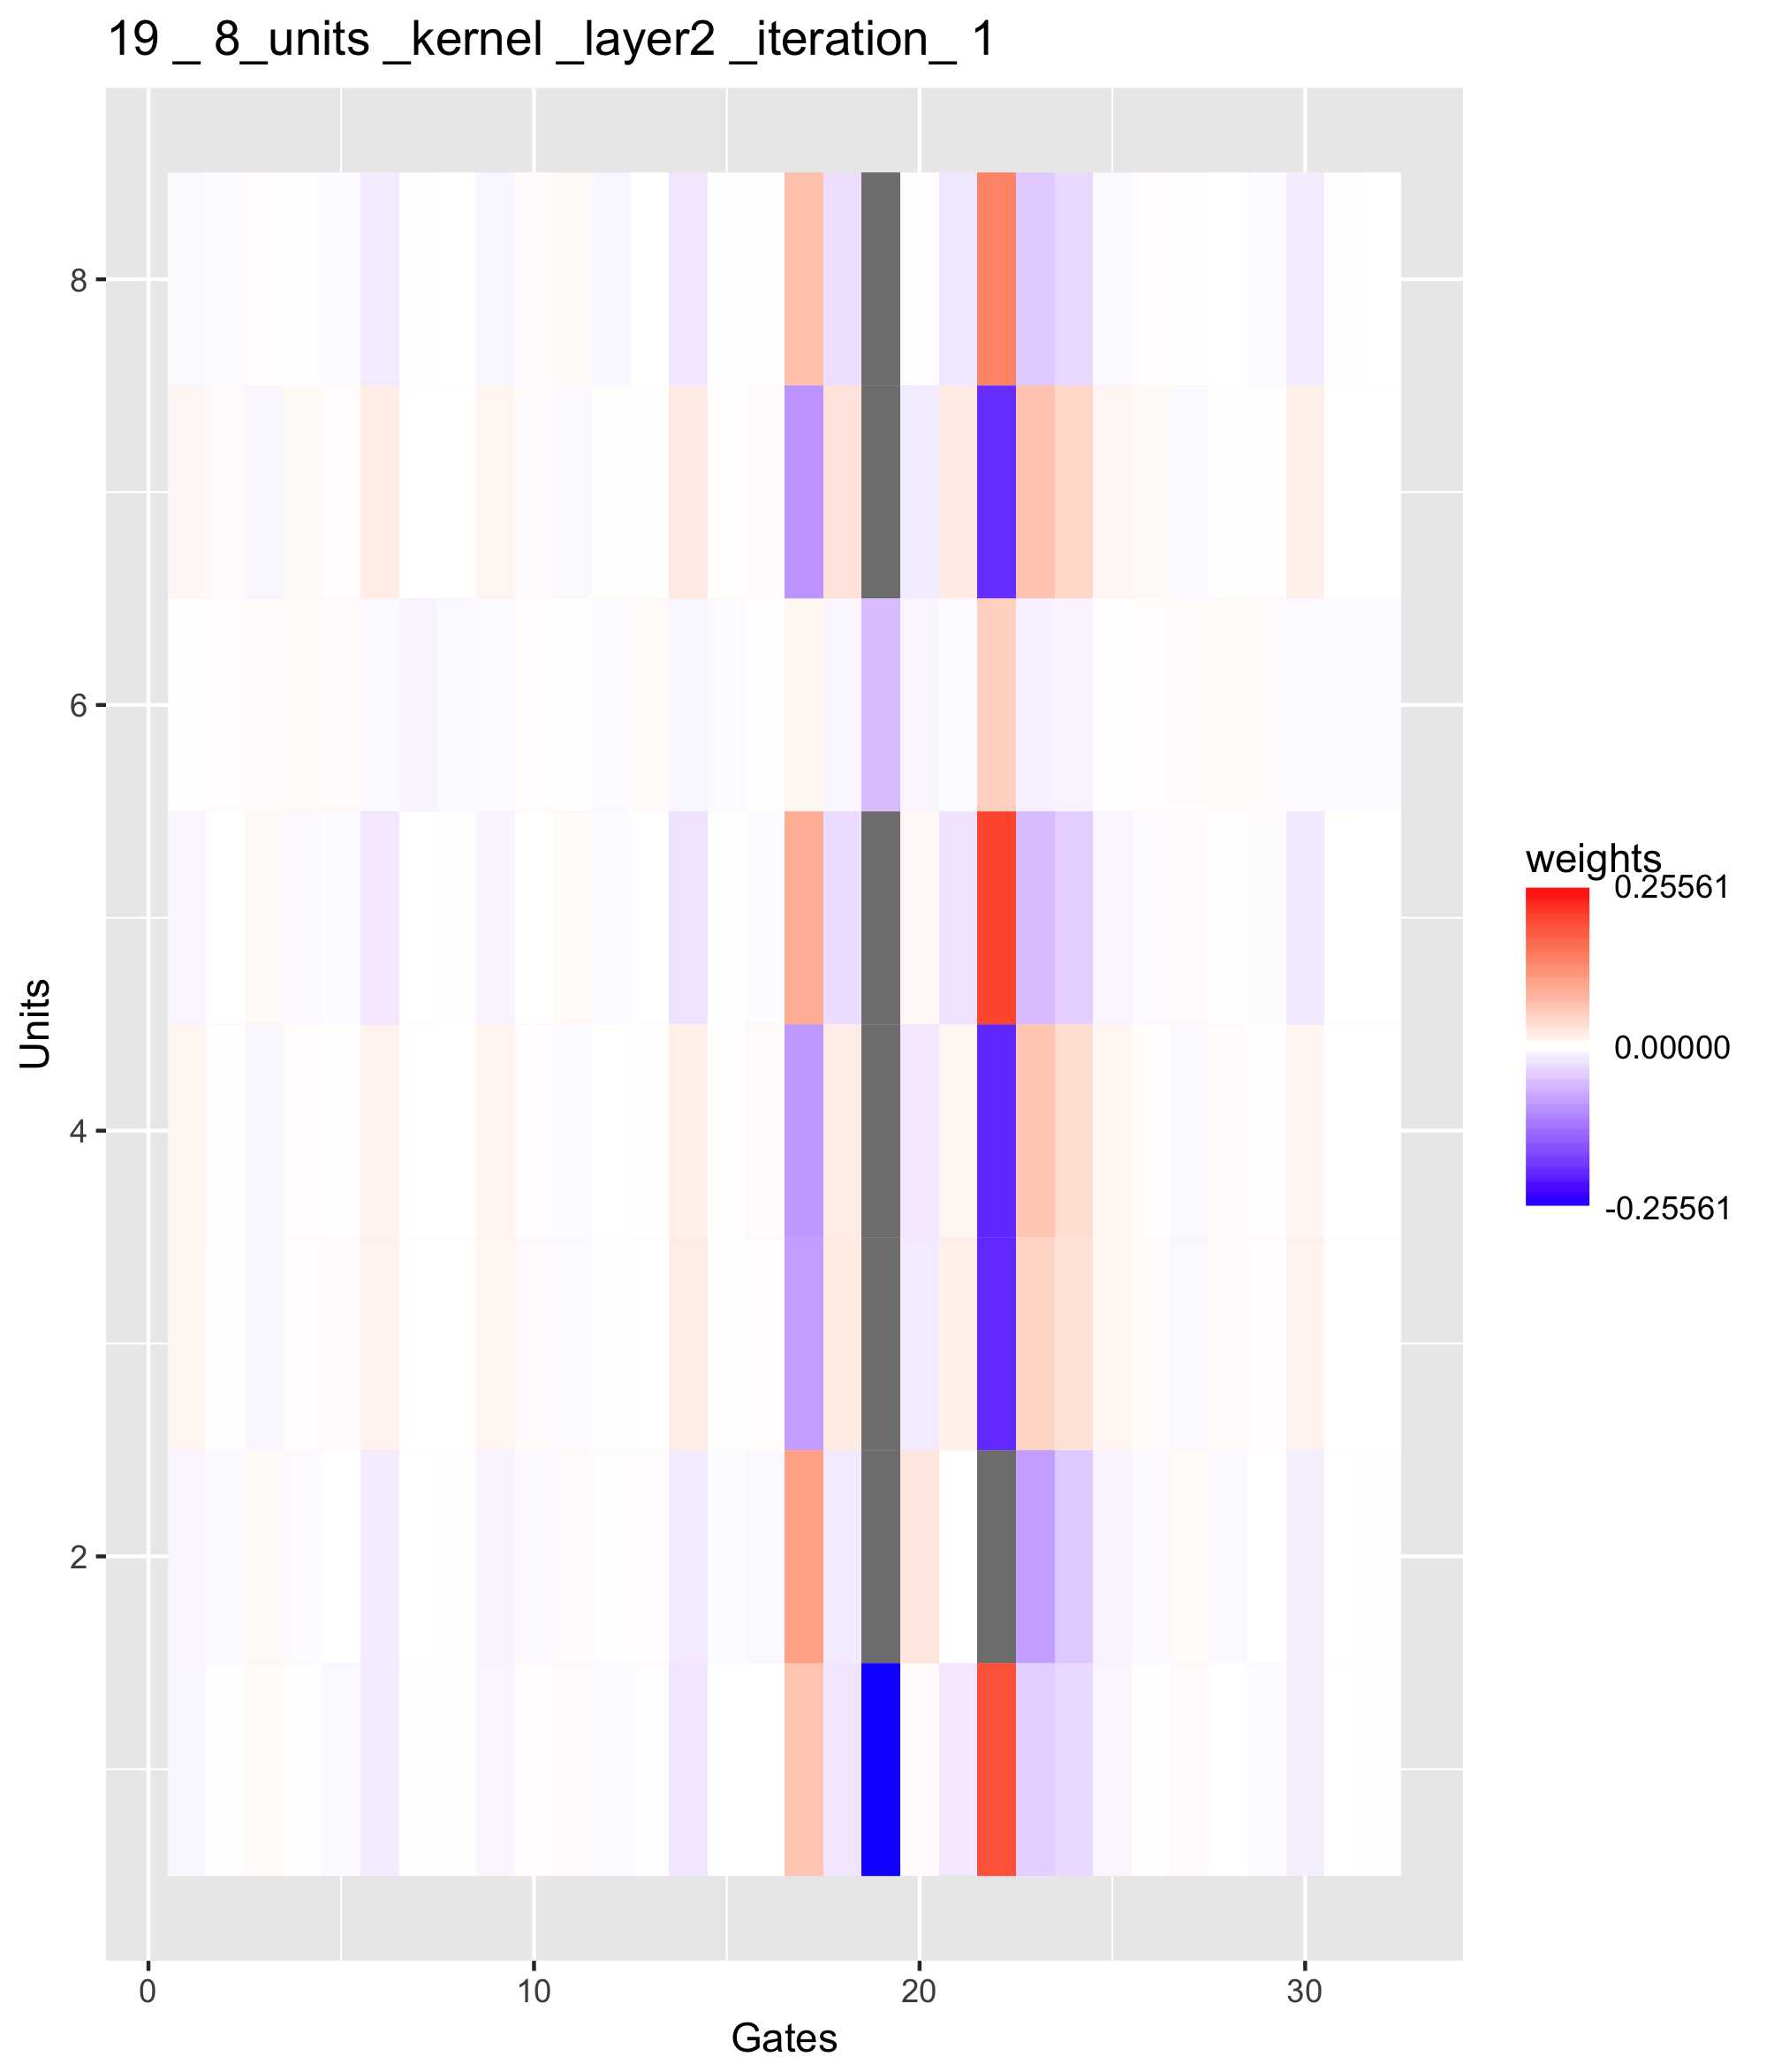 19 _ 8_units _kernel _layer2 _iteration_ 1
8
6
4
2
Units
0 10 20 30
Gates
weights
0.25561
0.00000
-0.25561